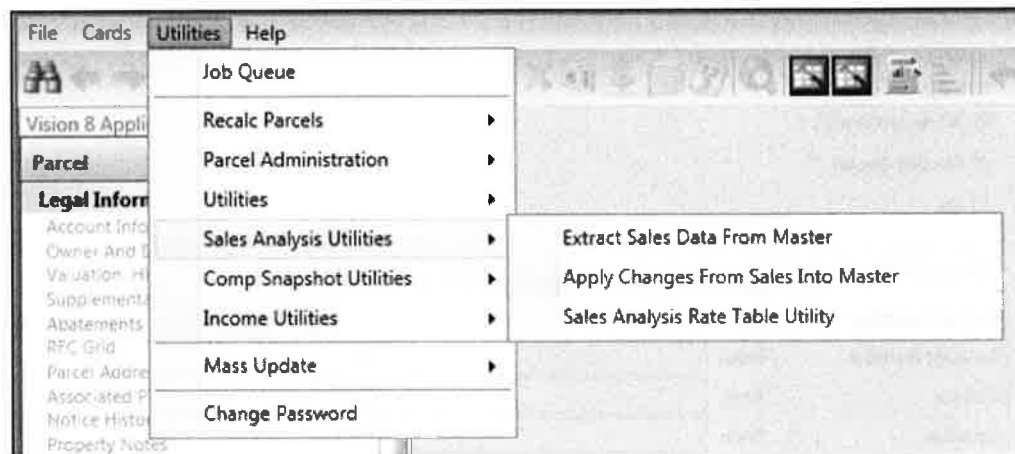 File Cards Utilities Help
Job Queue
Vision 8 Appli
Recalc Parcels
Parcel
Parcel Administration
Legal Inform
Utilities
Account Info
Sales Analysis Utilities
Extract Sales Data From Master
Owner And D
Valuation Hi
Comp Snapshot Utilities
Apply Changes From Sales Into Master
Supplementa
Abatements
Income Utilities
Sales Analysis Rate Table Utility
RFC Grid
Parcel Addre
Mass Update
Associated P
Notice Histor
Change Password
Property Notes